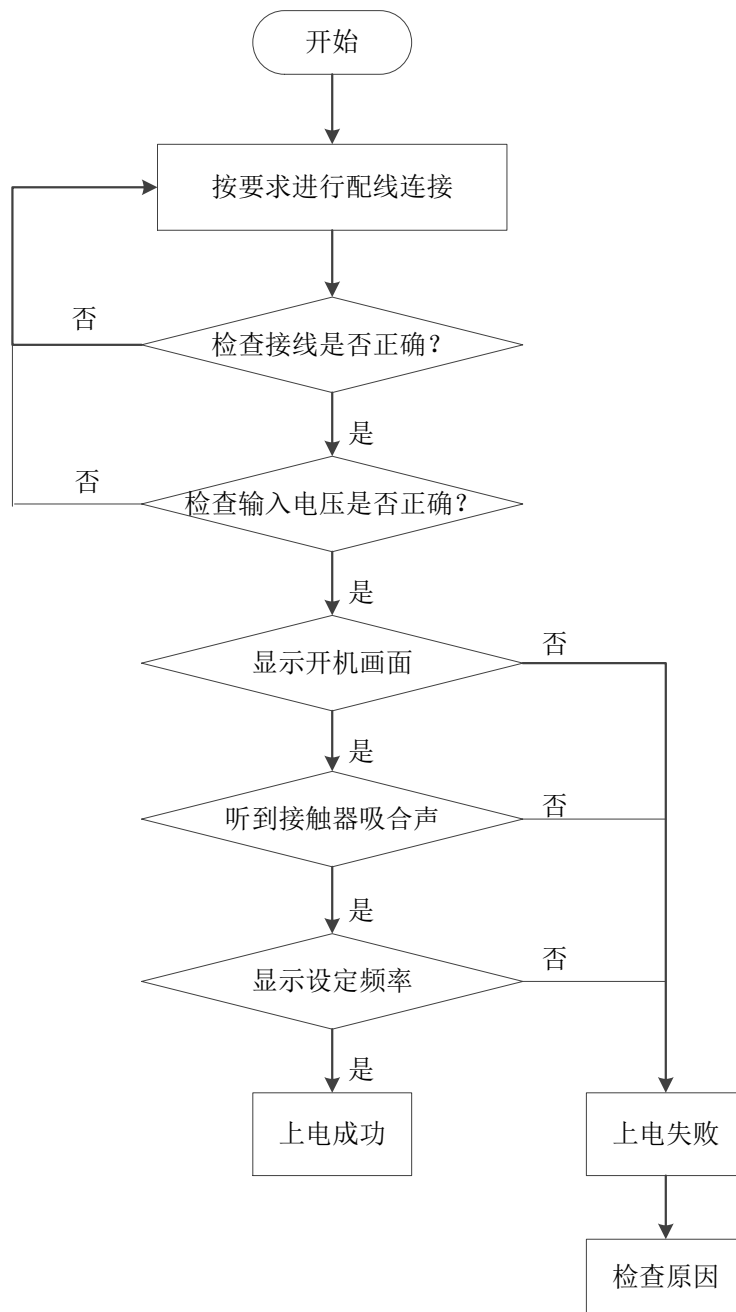 开始
按要求进行配线连接
否
检查接线是否正确？
是
否
检查输入电压是否正确？
是
否
显示开机画面
是
否
听到接触器吸合声
是
否
显示设定频率
是
上电成功
上电失败
检查原因